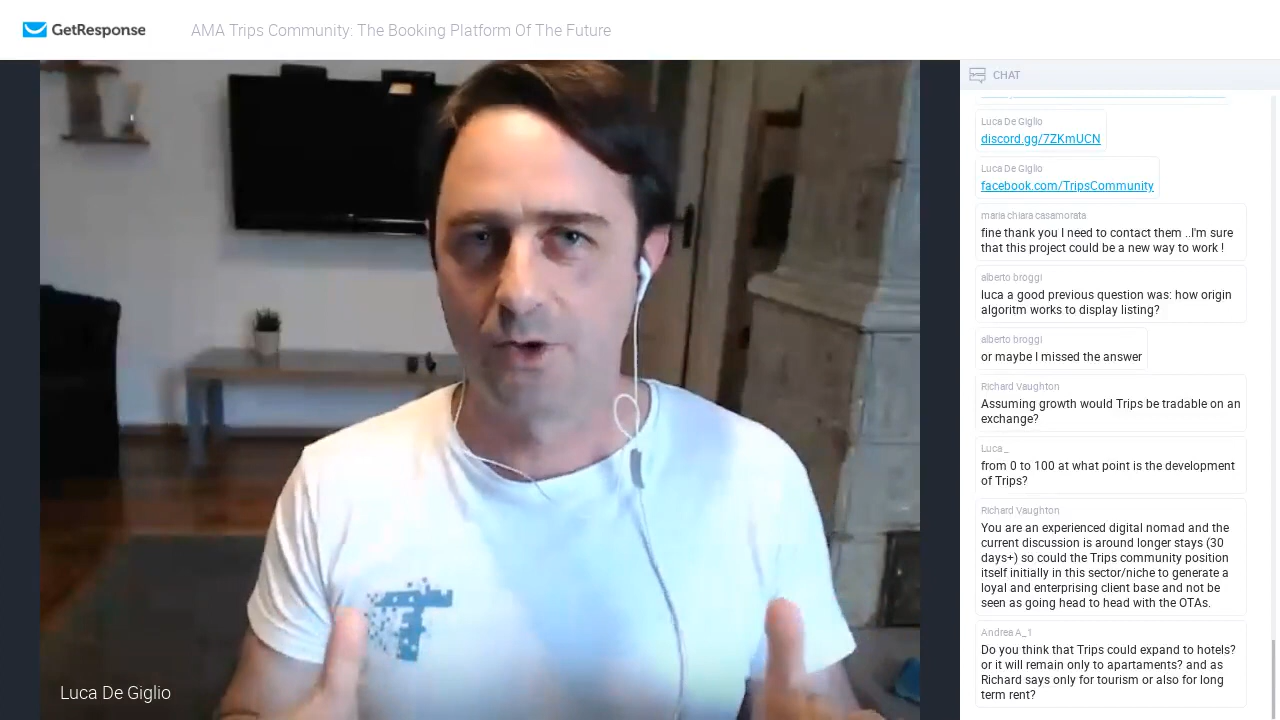 GetResponse
AMA Trips Community: The Booking Platform Of The Future
CHAT
Luca De Giglio
discord.gg/7ZKmUCN
Luca De Giglio
facebook.com/TripsCommunity
maria chiara casamorata
fine thank you I need to contact them ..I'm sure
that this project could be a new way to work !
alberto broggi
luca a good previous question was: how origin
algoritm works to display listing?
alberto broggi
or maybe I missed the answer
Richard Vaughton
Assuming growth would Trips be tradable on an
exchange?
Luca_
from 0 to 100 at what point is the development
of Trips?
Richard Vaughton
You are an experienced digital nomad and the
current discussion is around longer stays (30
days+) so could the Trips community position
itself initially in this sector/niche to generate a
loyal and enterprising client base and not be
seen as going head to head with the OTAs.
Andrea A_1
Do you think that Trips could expand to hotels?
or it will remain only to apartaments? and as
Richard says only for tourism or also for long
term rent?
T
Luca De Giglio